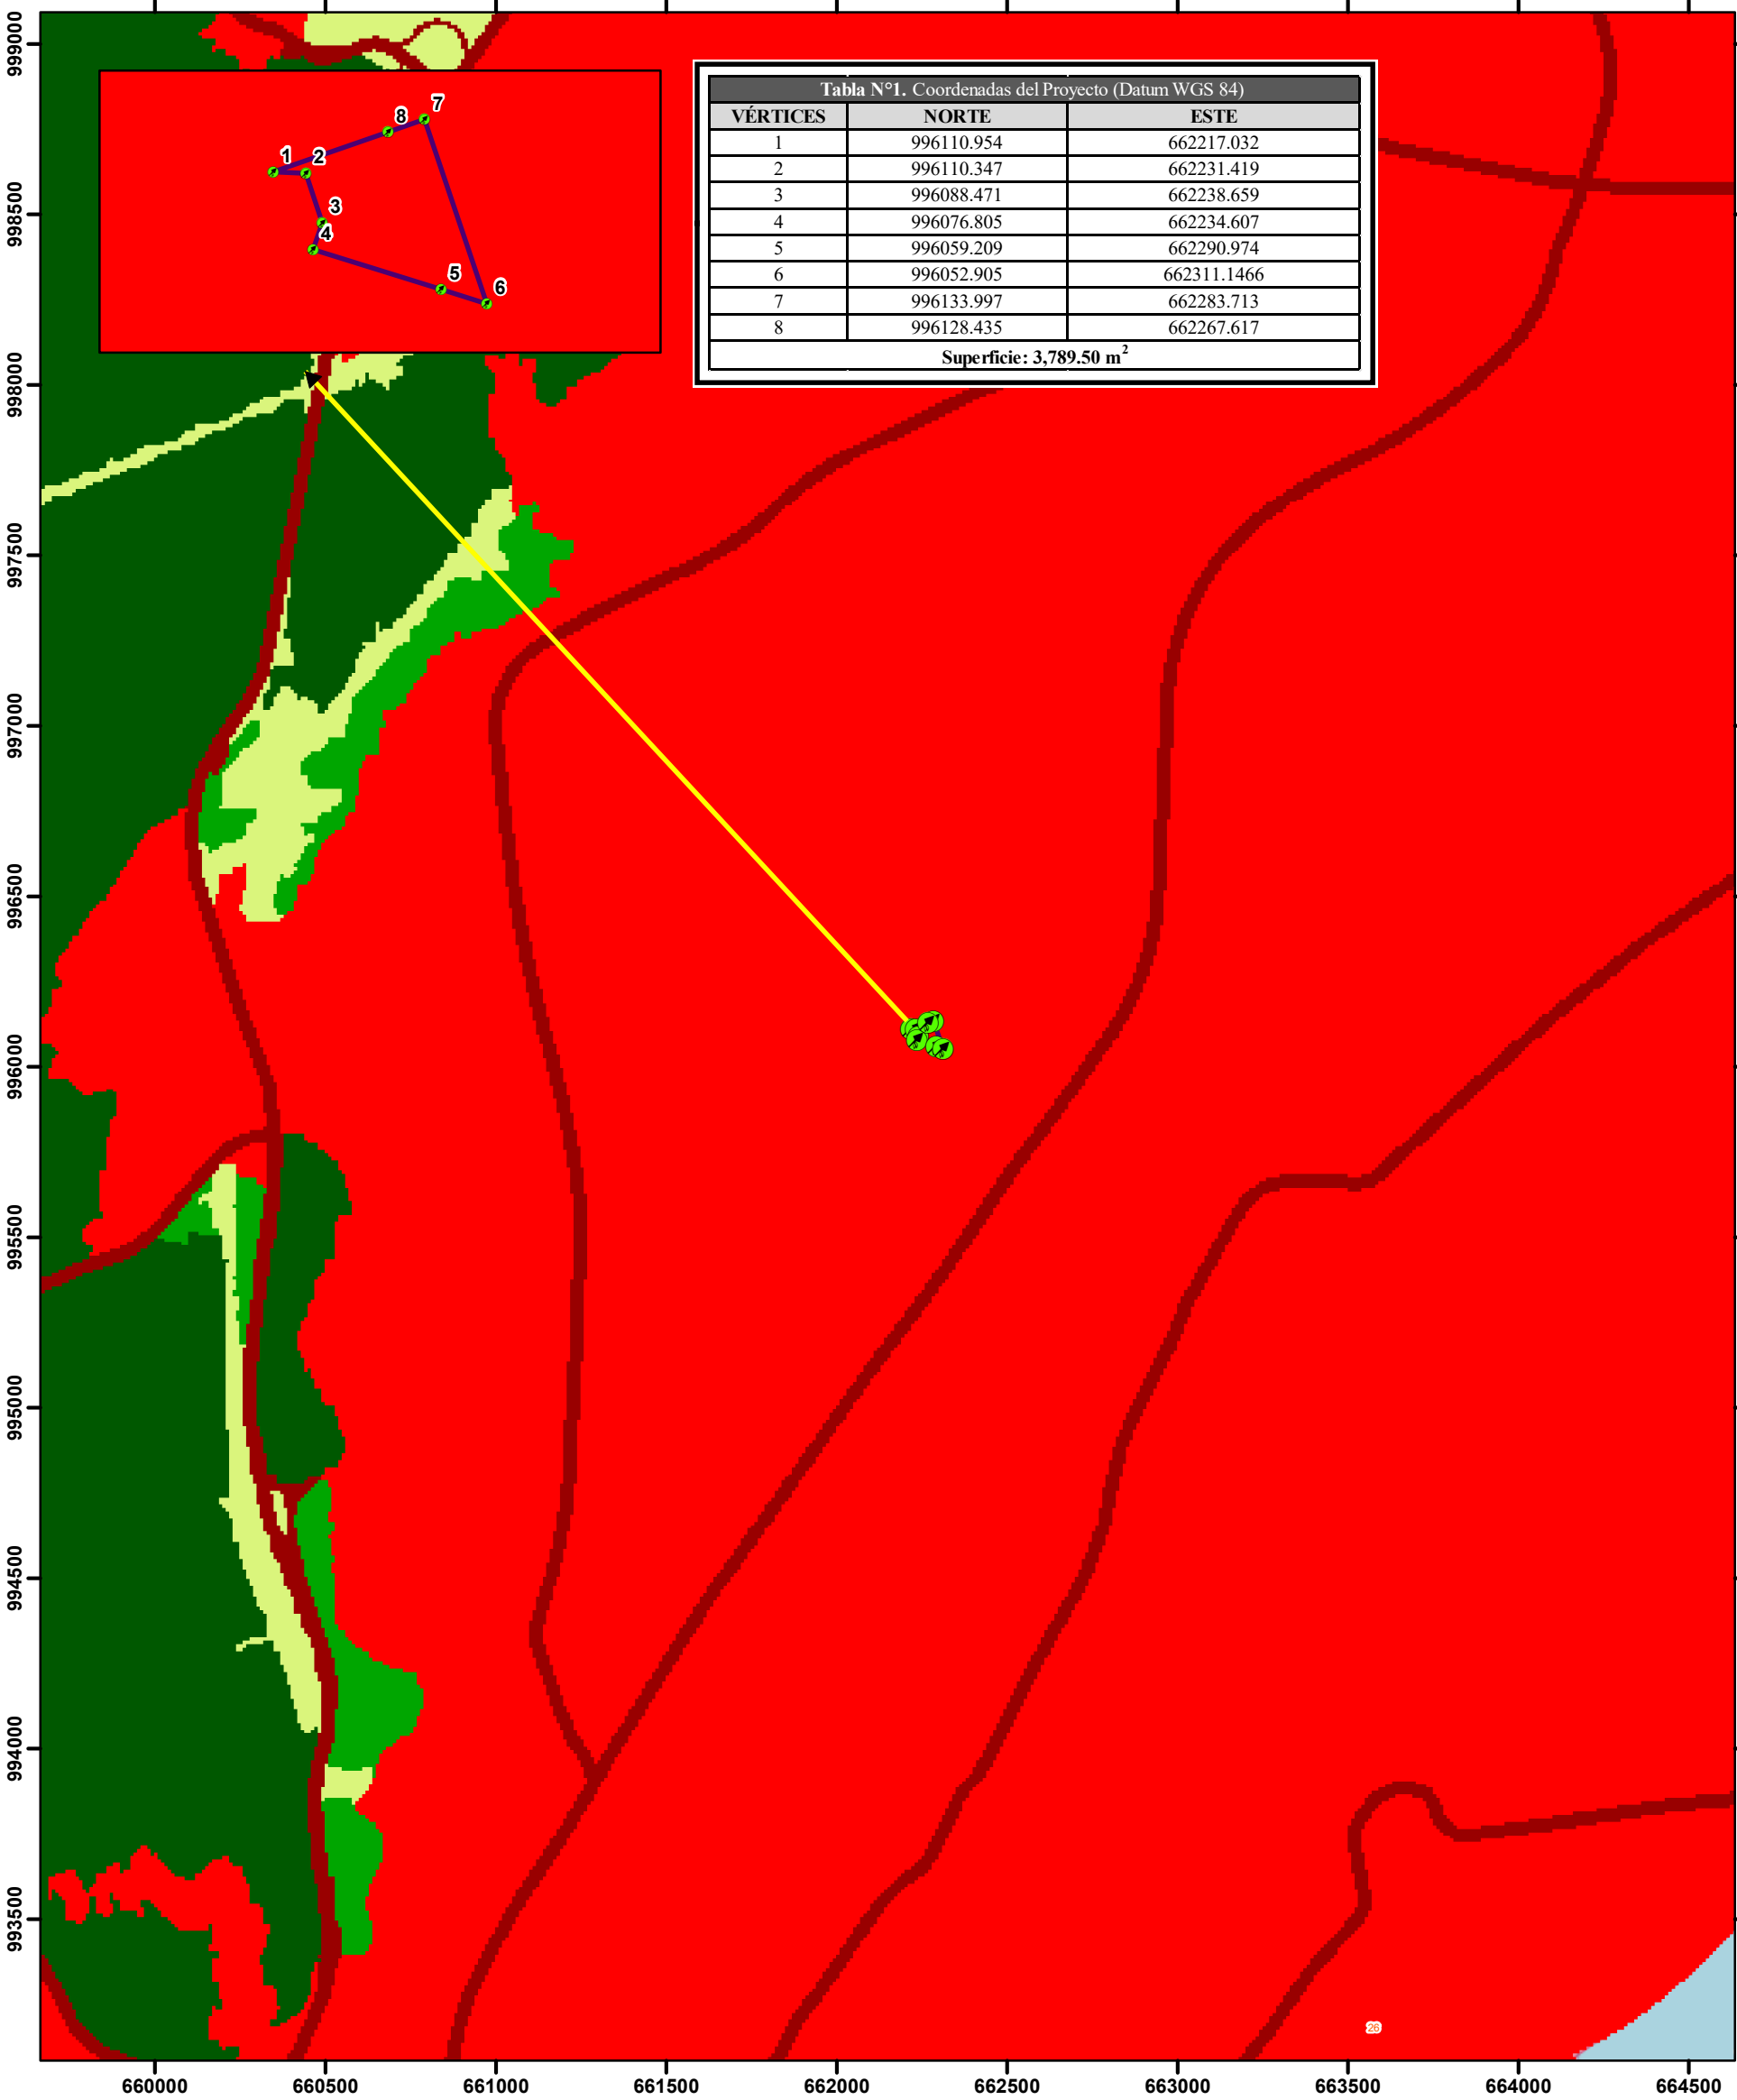 Tabla N°1. Coordenadas del Proyecto (Datum WGS 84)
VÉRTICES NORTE ESTE
1 996110.954 662217.032
2 996110.347 662231.419
3 996088.471 662238.659
4 996076.805 662234.607
5 996059.209 662290.974
6 996052.905 662311.1466
7 996133.997 662283.713
8 996128.435 662267.617
Superficie: 3,789.50 m²
7
8
1
2
3
4
5
6
999000
998500
998000
997500
997000
996500
996000
995500
995000
994500
994000
993500
26
660000 660500 661000 661500 662000 662500 663000 663500 664000 664500